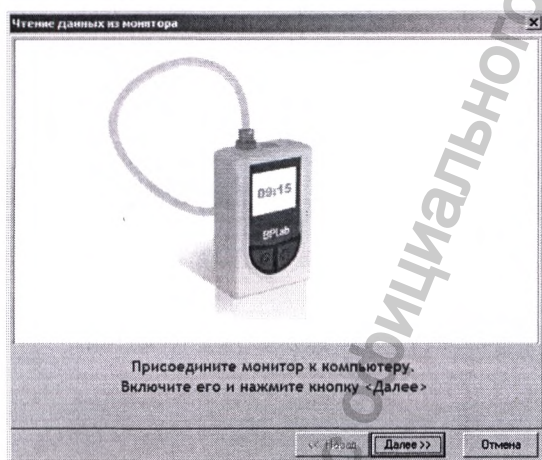 Чтение данных из монитора
09:15
BPLab
Присоедините монитор к компьютеру.
Включите его и нажмите кнопку <Далее>
<< Назад
Далее >>
Отмена